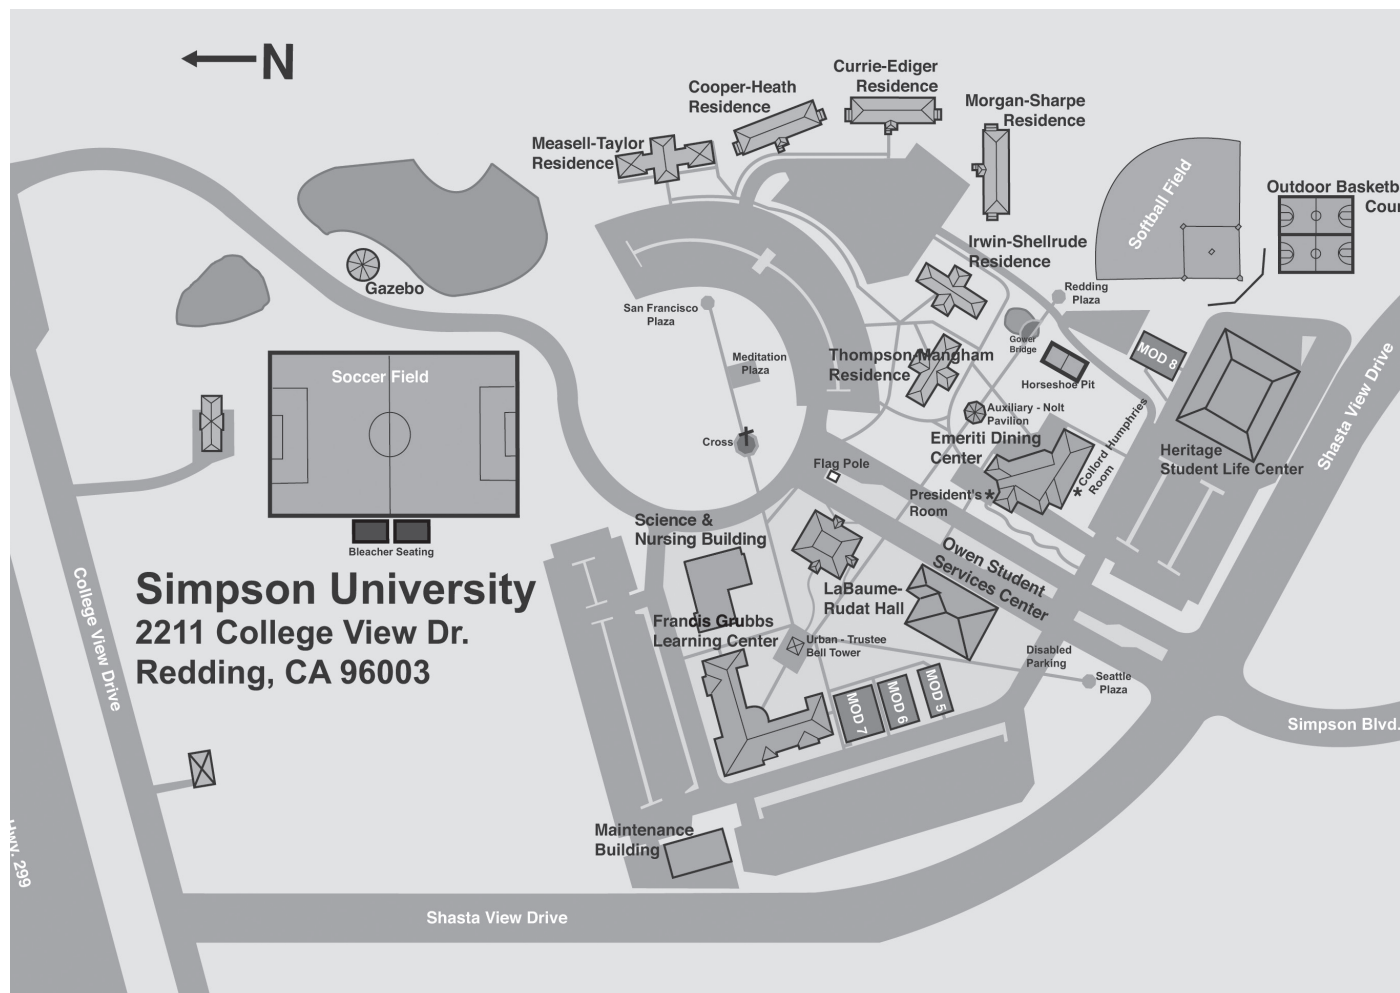 N
Currie-Ediger
Residence
Cooper-Heath
Residence
Morgan-Sharpe
Residence
Measell-Taylor
Residence
Softball Field
Outdoor Basketb
Cour
Irwin-Shellrude
Residence
Gazebo
Redding
Plaza
San Francisco
Plaza
Gower
Bridge
MOD 8
Meditation
Plaza
Thompson-Mangham
Residence
Soccer Field
Horseshoe Pit
Shasta View Drive
Auxiliary - Nolt
Pavilion
Cross
Emeriti Dining
Center
Collord Humphries
Room
Heritage
Student Life Center
Flag Pole
President's *
Room
*
Science &
Nursing Building
Bleacher Seating
Owen Student
Services Center
Simpson University
2211 College View Dr.
Redding, CA 96003
LaBaume-
Rudat Hall
College View Drive
Francis Grubbs
Learning Center
Urban - Trustee
Bell Tower
Disabled
Parking
Seattle
Plaza
MOD 7
MOD 6
MOD 5
Simpson Blvd.
Maintenance
Building
Hwy. 299
Shasta View Drive